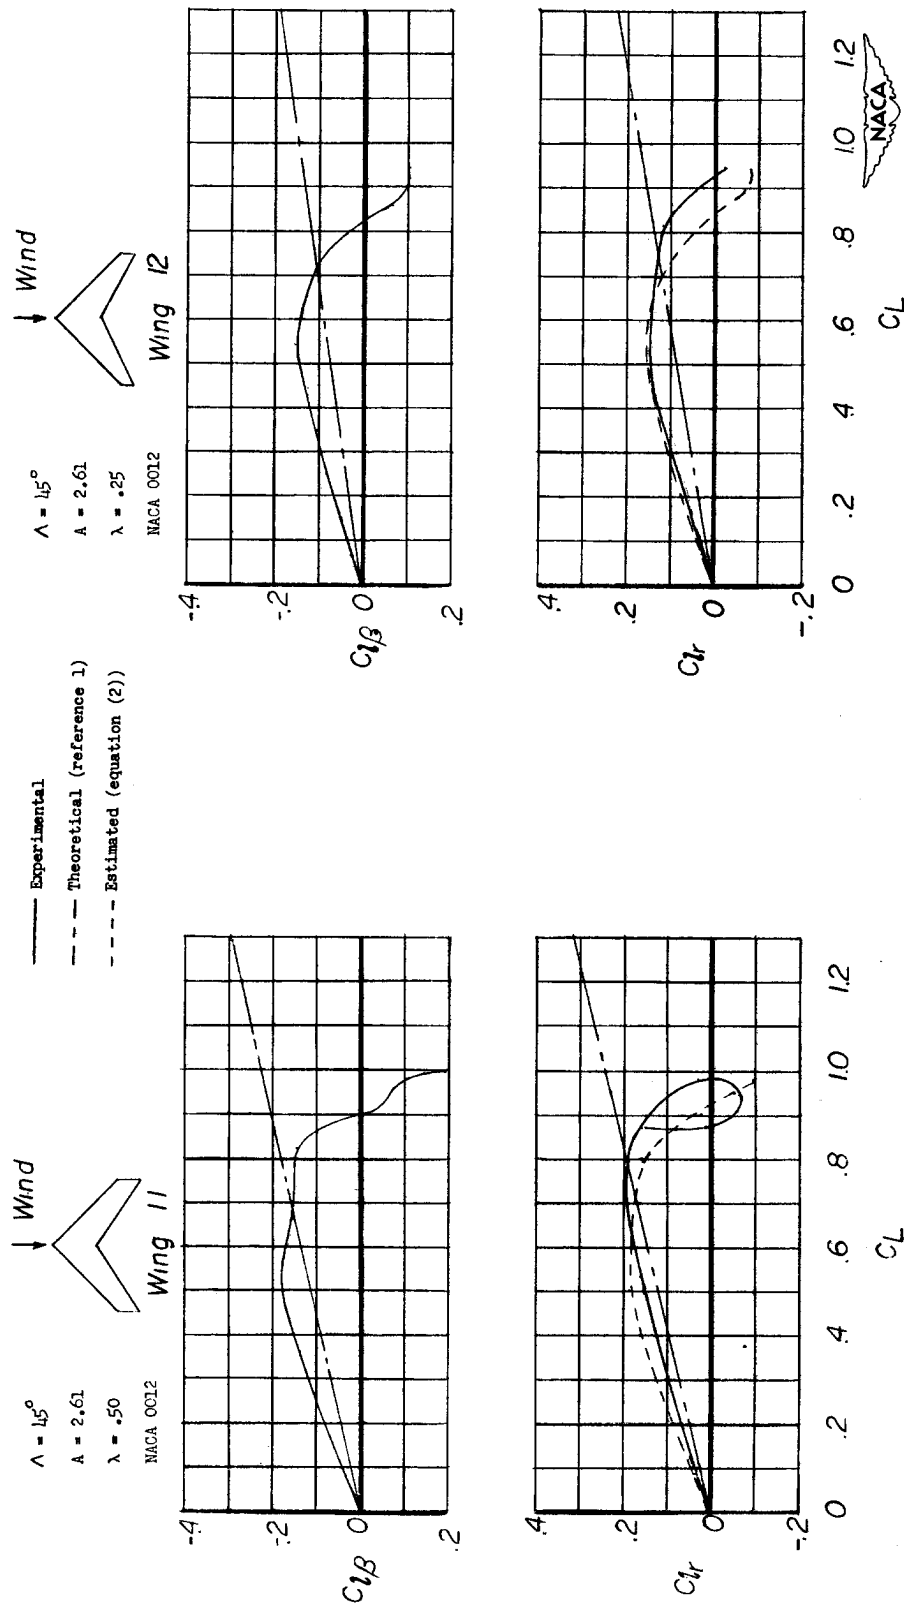 Experimental
Theoretical (reference 1)
Estimated (equation (2))
Λ = 45°
A = 2.61
λ = .50
NACA 0012
Wind
Wing 11
-.4
-.2
0
.2
Clβ
.4
.2
0
-.2
Clr
0 .2 .4 .6 .8 1.0 1.2
CL
Λ = 45°
A = 2.61
λ = .25
NACA 0012
Wind
Wing 12
-.4
-.2
0
.2
Clβ
.4
.2
0
-.2
Clr
0 .2 .4 .6 .8 1.0 1.2
CL
NACA